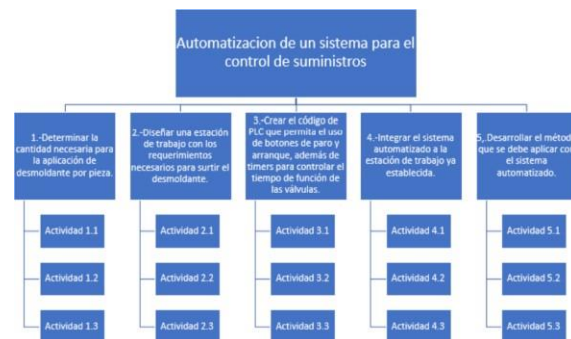 Automatizacion de un sistema para el
control de suministros
1.-Determinar la
cantidad necesaria para
la aplicación de
desmoldante por pieza.
2.-Diseñar una estación
de trabajo con los
requerimientos
necesarios para surtir el
desmoldante.
3.-Crear el código de
PLC que permita el uso
de botones de paro y
arranque, además de
timers para controlar el
tiempo de función de
las válvulas.
4.-Integrar el sistema
automatizado a la
estación de trabajo ya
establecida.
5,.Desarrollar el método
que se debe aplicar con
el sistema
automatizado.
Actividad 1.1
Actividad 1.2
Actividad 1.3
Actividad 2.1
Actividad 2.2
Actividad 2.3
Actividad 3.1
Actividad 3.2
Actividad 3.3
Actividad 4.1
Actividad 4.2
Actividad 4.3
Actividad 5.1
Actividad 5.2
Actividad 5.3